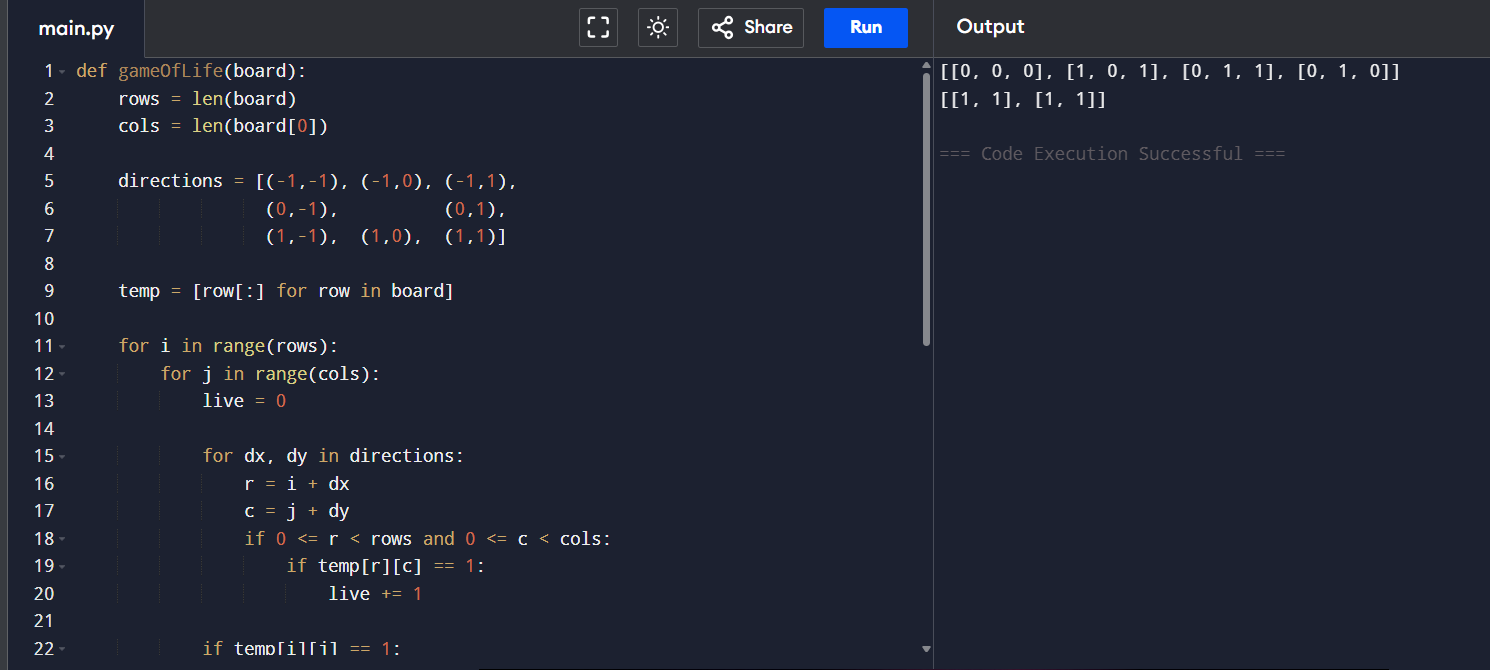 main.py
Share
Run
Output
1 def gameOfLife(board):
2     rows = len(board)
3     cols = len(board[0])
4
5     directions = [(-1,-1), (-1,0), (-1,1),
6                   (0,-1),          (0,1),
7                   (1,-1),  (1,0),  (1,1)]
8
9     temp = [row[:] for row in board]
10
11     for i in range(rows):
12         for j in range(cols):
13             live = 0
14
15             for dx, dy in directions:
16                 r = i + dx
17                 c = j + dy
18                 if 0 <= r < rows and 0 <= c < cols:
19                     if temp[r][c] == 1:
20                         live += 1
21
22             if temp[i][j] == 1:
[[0, 0, 0], [1, 0, 1], [0, 1, 1], [0, 1, 0]]
[[1, 1], [1, 1]]
=== Code Execution Successful ===